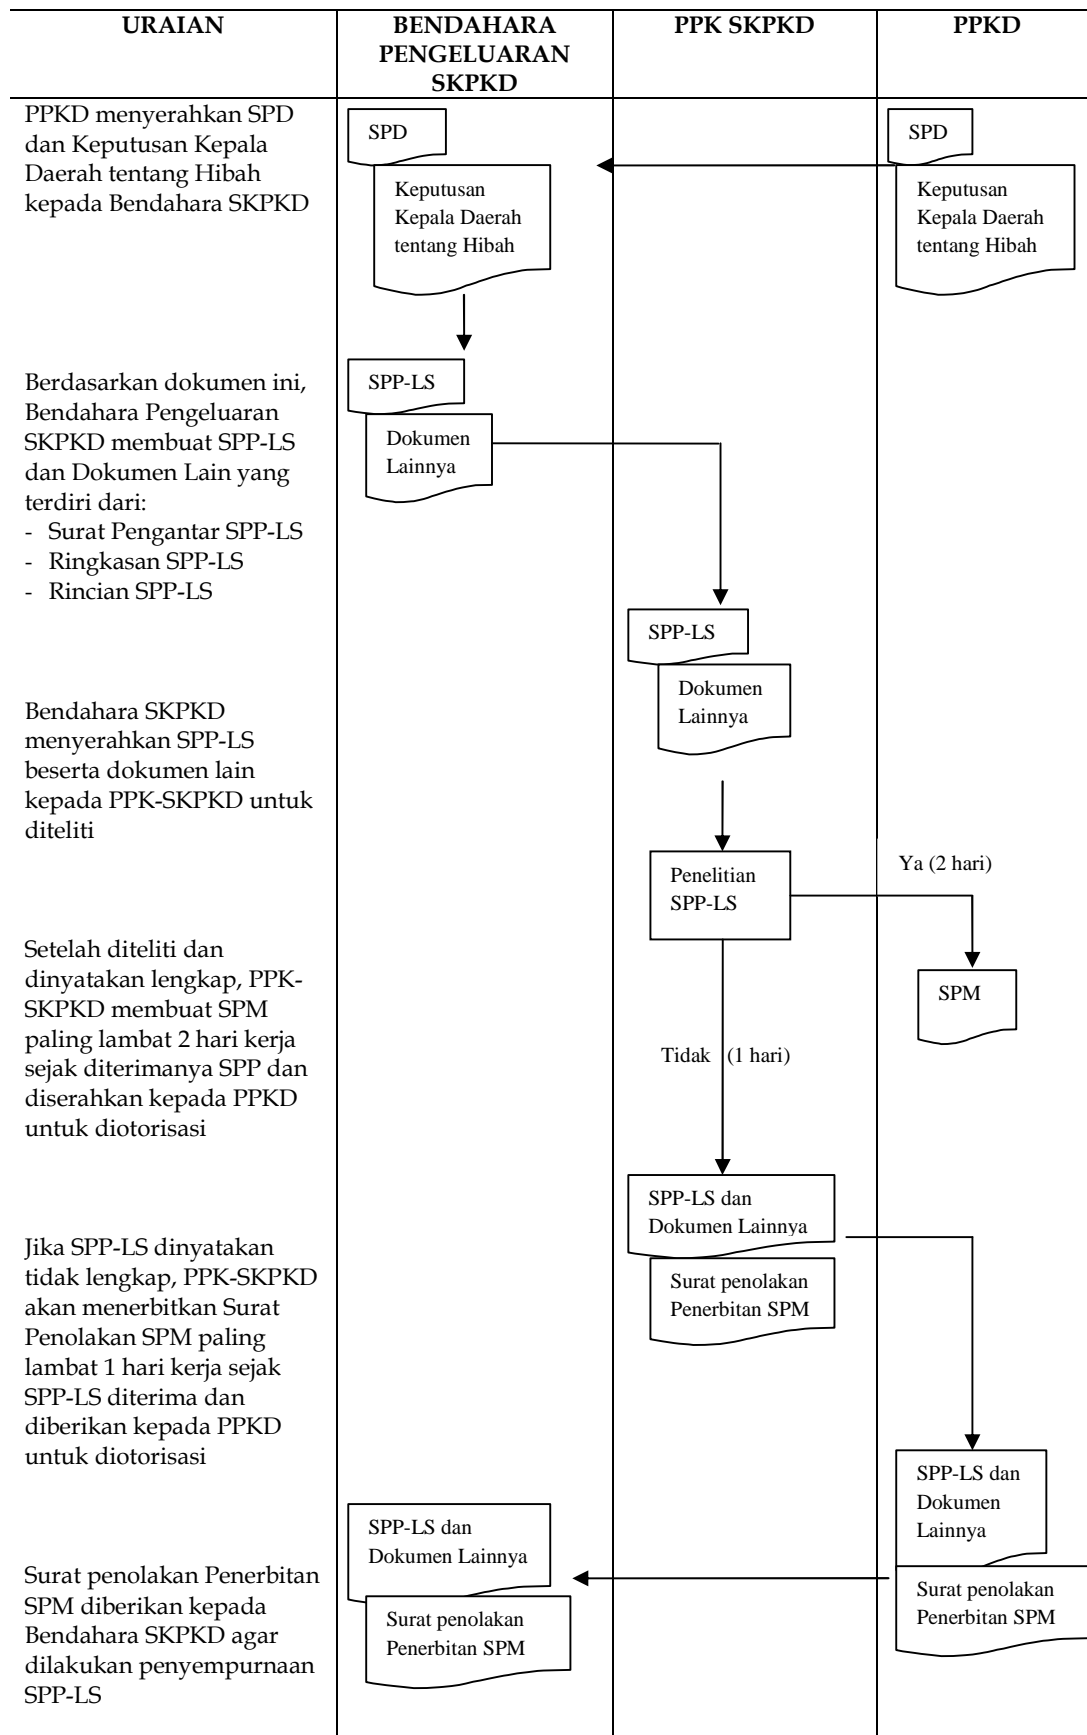 URAIAN
BENDAHARA
PENGELUARAN
SKPKD
PPK SKPKD
PPKD
PPKD menyerahkan SPD
dan Keputusan Kepala
Daerah tentang Hibah
kepada Bendahara SKPKD
SPD
Keputusan
Kepala Daerah
tentang Hibah
SPD
Keputusan
Kepala Daerah
tentang Hibah
Berdasarkan dokumen ini,
Bendahara Pengeluaran
SKPKD membuat SPP-LS
dan Dokumen Lain yang
terdiri dari:
- Surat Pengantar SPP-LS
- Ringkasan SPP-LS
- Rincian SPP-LS
SPP-LS
Dokumen
Lainnya
SPP-LS
Dokumen
Lainnya
Bendahara SKPKD
menyerahkan SPP-LS
beserta dokumen lain
kepada PPK-SKPKD untuk
diteliti
Penelitian
SPP-LS
Ya (2 hari)
Setelah diteliti dan
dinyatakan lengkap, PPK-
SKPKD membuat SPM
paling lambat 2 hari kerja
sejak diterimanya SPP dan
diserahkan kepada PPKD
untuk diotorisasi
SPM
Tidak (1 hari)
SPP-LS dan
Dokumen Lainnya
Surat penolakan
Penerbitan SPM
Jika SPP-LS dinyatakan
tidak lengkap, PPK-SKPKD
akan menerbitkan Surat
Penolakan SPM paling
lambat 1 hari kerja sejak
SPP-LS diterima dan
diberikan kepada PPKD
untuk diotorisasi
SPP-LS dan
Dokumen
Lainnya
Surat penolakan
Penerbitan SPM
SPP-LS dan
Dokumen Lainnya
Surat penolakan
Penerbitan SPM
Surat penolakan Penerbitan
SPM diberikan kepada
Bendahara SKPKD agar
dilakukan penyempurnaan
SPP-LS